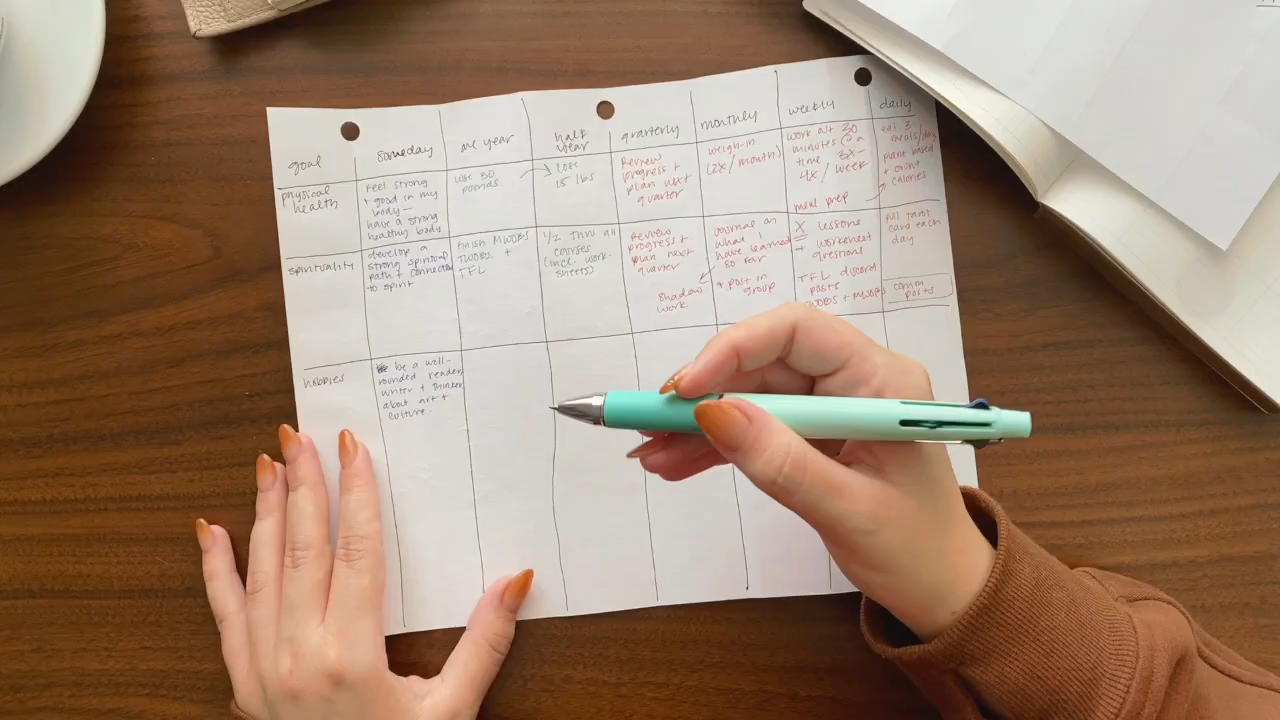 goal
someday
one year
half
year
quarterly
monthly
weekly
daily
physical
health
feel strong
+ good in my
body –
have a strong
healthy body
lose 30
pounds
lose
15 lbs
Review
progress +
plan next
quarter
weigh-in
(2x/month)
work out 30
minutes @ a
time 3x-
4x/week
meal prep
eat 3
meals/day
plant based
+ count
calories
spirituality
develop a
strong spiritual
path + connection
to spirit
finish MWOBS
TWOBS +
TFL
1/2 thru all
courses
(incl. work-
sheets)
Review
progress +
plan next
quarter
Shadow
work
journal on
what I
have learned
so far
+ post in
group
X lessons
+ worksheet
questions
TFL discord
posts
TWOBS + MWOBS
pull tarot
card each
day
comm
posts
hobbies
be a well-
rounded reader,
writer + thinker
about art +
culture.